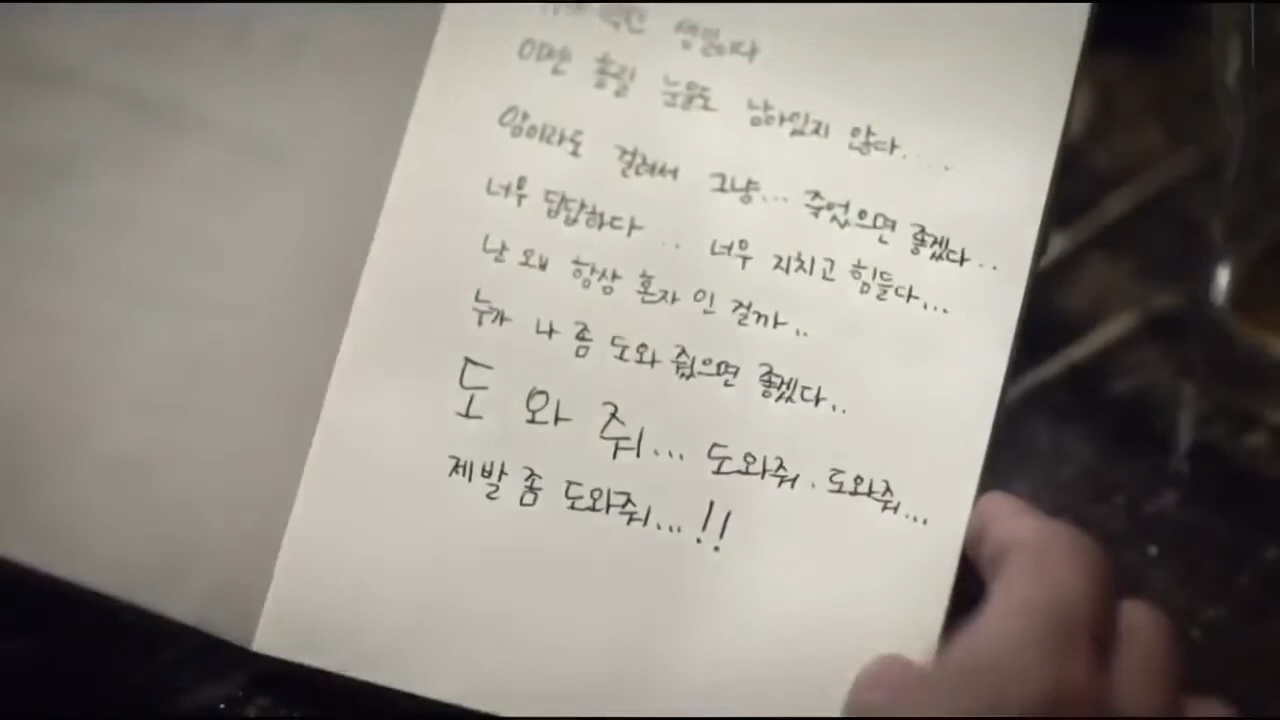 생일이다
이젠 흘릴 눈물도 남아있지 않다....
암이라도 걸려서 그냥... 죽었으면 좋겠다..
너무 답답하다.. 너무 지치고 힘들다...
난 왜 항상 혼자 인 걸까..
누가 나 좀 도와 줬으면 좋겠다..
도 와 줘... 도와줘. 도와줘...
제발 좀 도와줘...!!